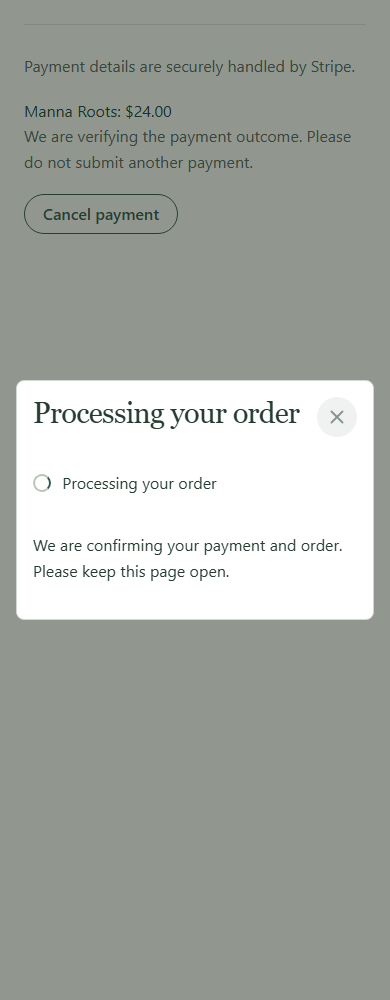 Payment details are securely handled by Stripe.
Manna Roots: $24.00
We are verifying the payment outcome. Please
do not submit another payment.
Cancel payment
Processing your order
Processing your order
We are confirming your payment and order.
Please keep this page open.